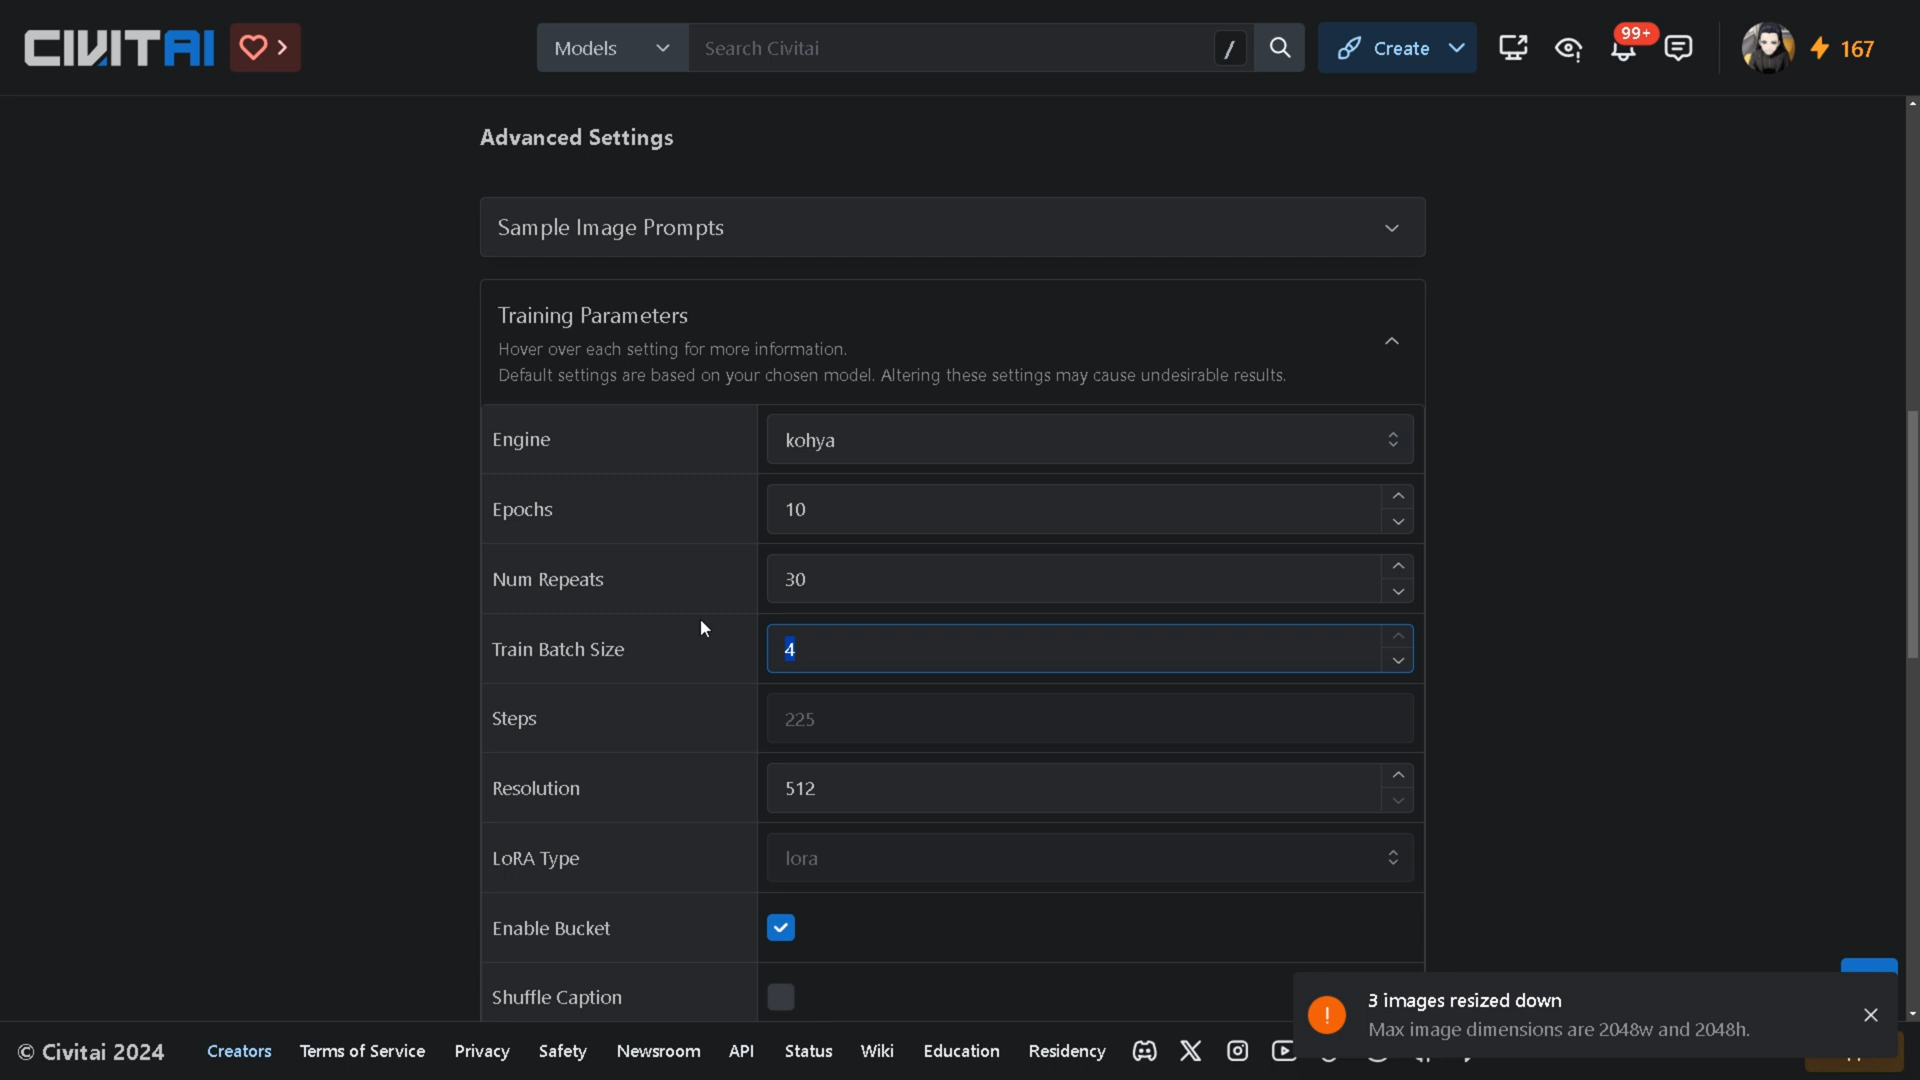 CIVITAI
Models
Search Civitai
/
Create
99+
167
Advanced Settings
Sample Image Prompts
Training Parameters
Hover over each setting for more information.
Default settings are based on your chosen model. Altering these settings may cause undesirable results.
Engine
kohya
Epochs
10
Num Repeats
30
Train Batch Size
4
Steps
225
Resolution
512
LoRA Type
lora
Enable Bucket
Shuffle Caption
3 images resized down
Max image dimensions are 2048w and 2048h.
© Civitai 2024
Creators
Terms of Service
Privacy
Safety
Newsroom
API
Status
Wiki
Education
Residency